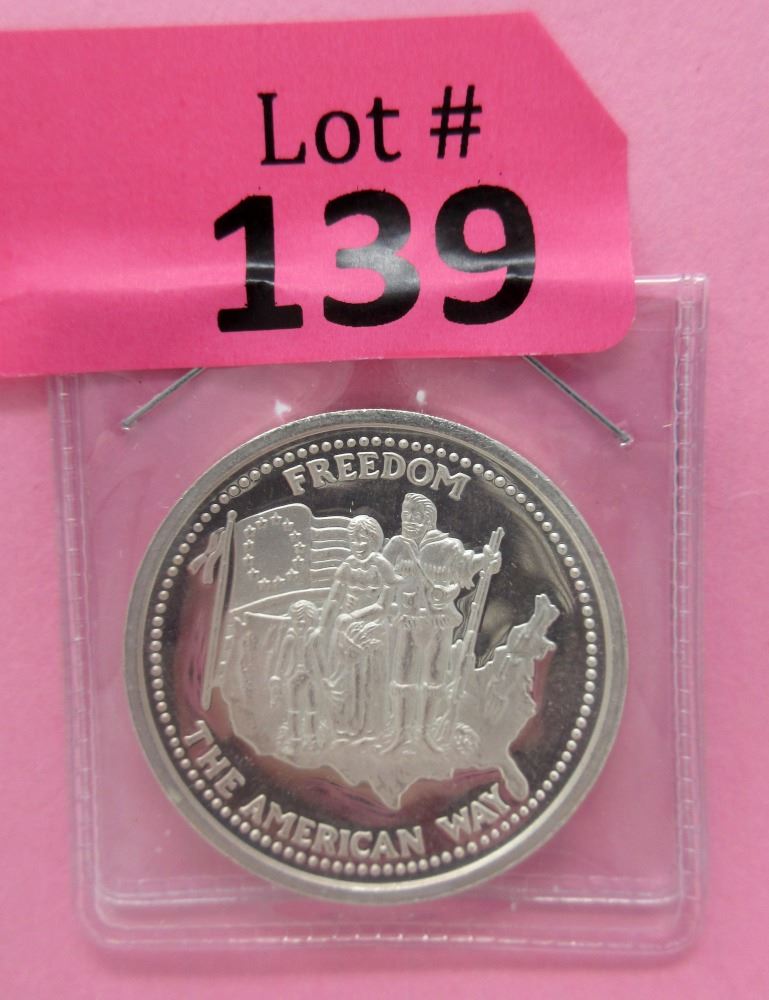 Lot #
139
FREEDOM
THE AMERICAN WAY